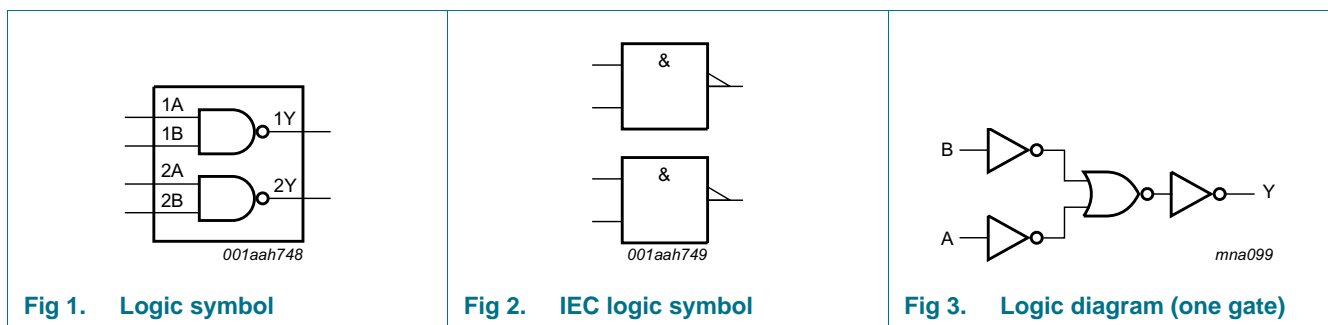 1A
1B
1Y
2A
2B
2Y
001aah748
Fig 1. Logic symbol
&
&
001aah749
Fig 2. IEC logic symbol
B
A
Y
mna099
Fig 3. Logic diagram (one gate)